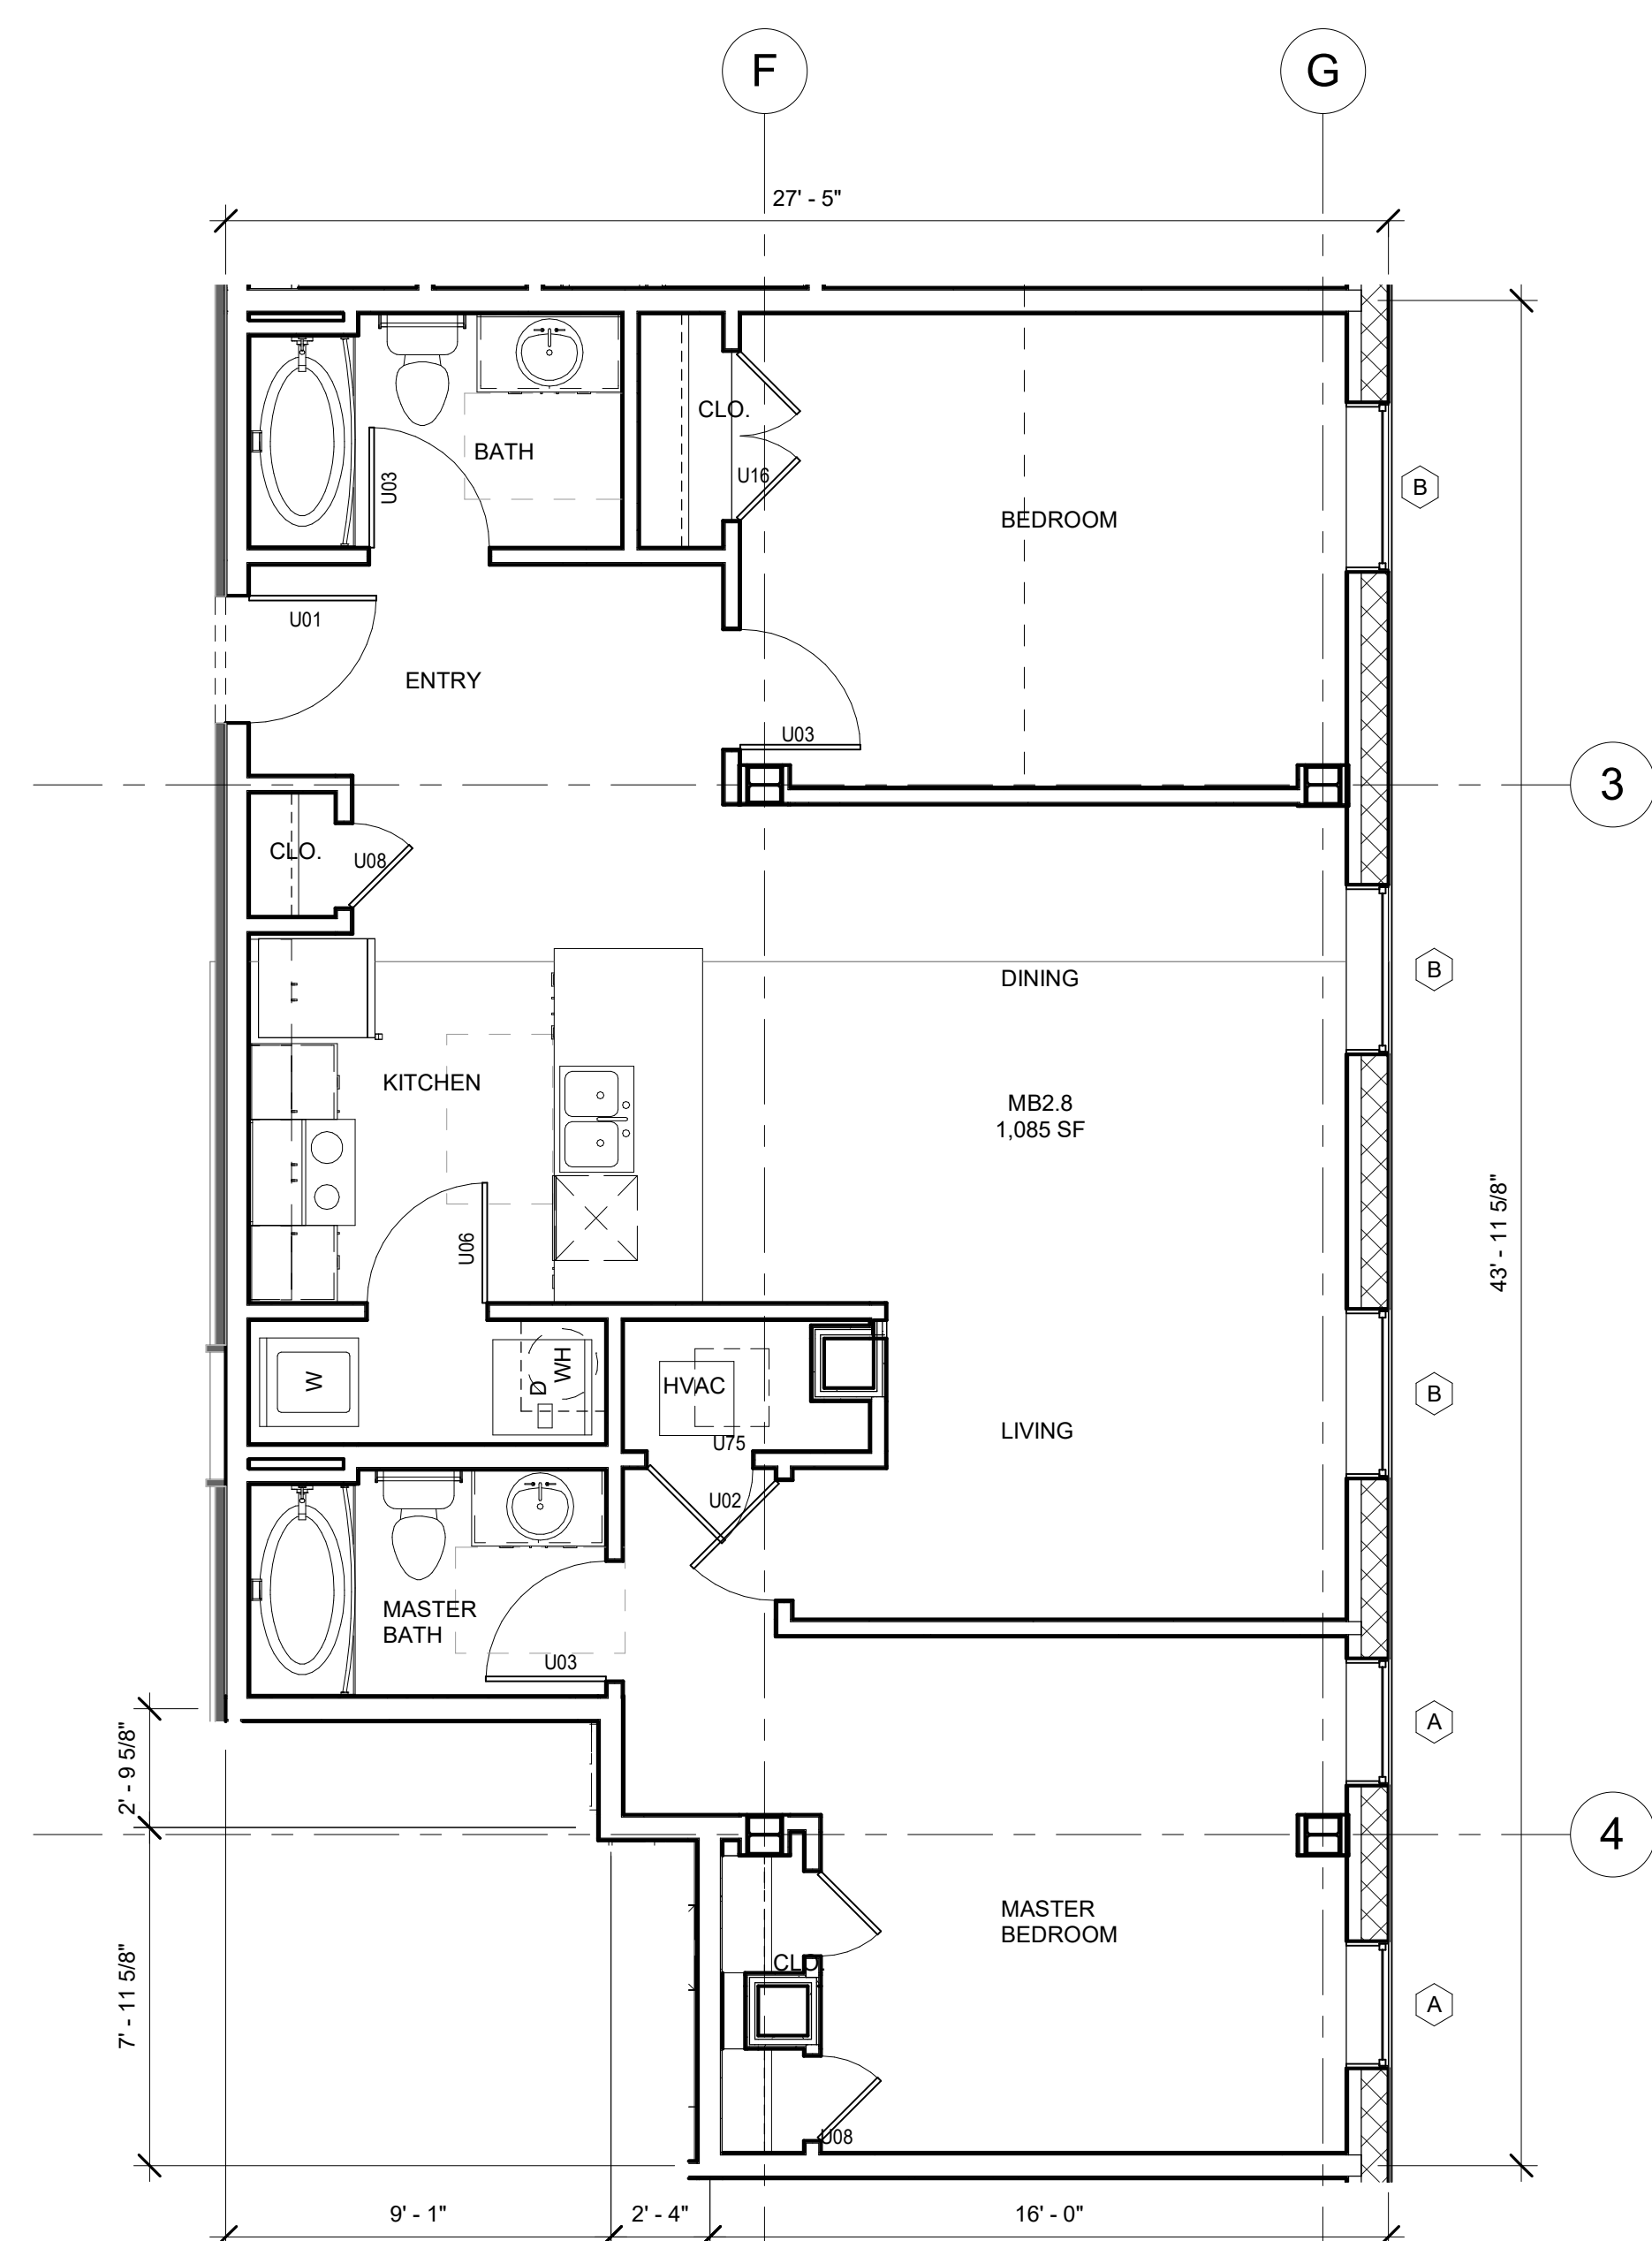 F
G
27' - 5"
CLO.
BATH
U03
U16
B
BEDROOM
U01
ENTRY
U03
3
CLO.
U08
DINING
B
KITCHEN
MB2.8
1,085 SF
43' - 11 5/8"
U06
W
D
WH
HVAC
B
LIVING
U75
U02
MASTER
BATH
U03
A
2' - 9 5/8"
4
MASTER
BEDROOM
CLO.
7' - 11 5/8"
A
U08
9' - 1"
2' - 4"
16' - 0"